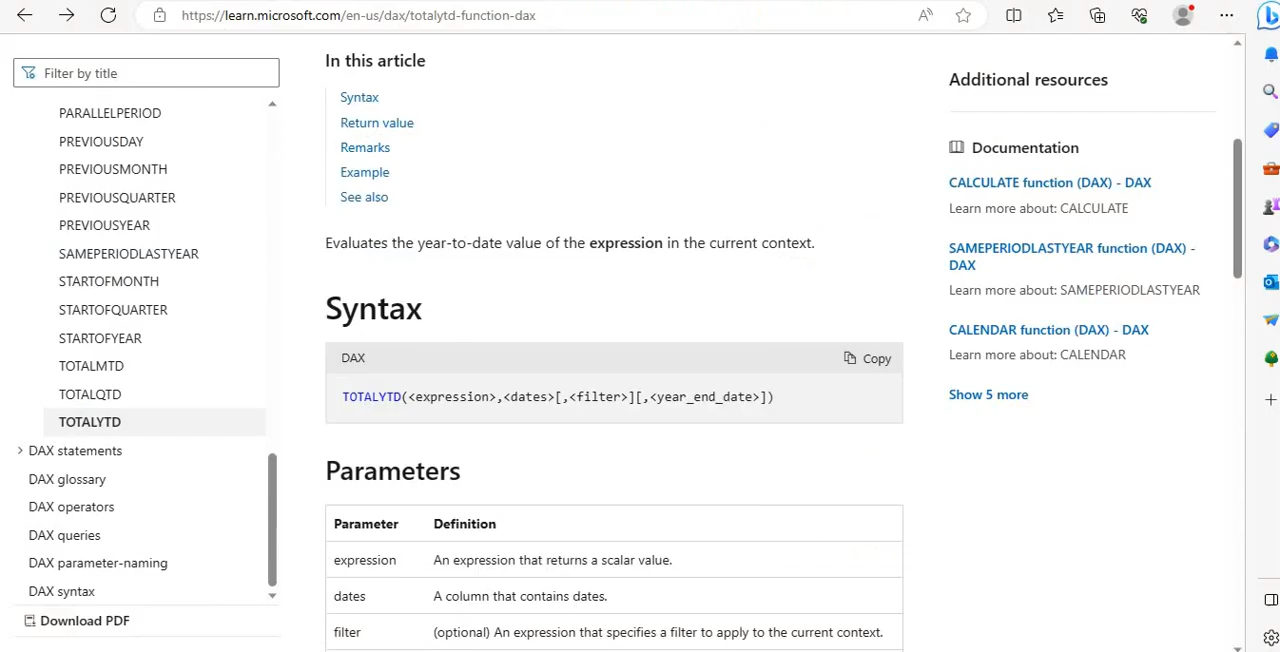 https://learn.microsoft.com/en-us/dax/totalytd-function-dax
Filter by title
PARALLELPERIOD
PREVIOUSDAY
PREVIOUSMONTH
PREVIOUSQUARTER
PREVIOUSYEAR
SAMEPERIODLASTYEAR
STARTOFMONTH
STARTOFQUARTER
STARTOFYEAR
TOTALMTD
TOTALQTD
TOTALYTD
DAX statements
DAX glossary
DAX operators
DAX queries
DAX parameter-naming
DAX syntax
Download PDF
In this article
Syntax
Return value
Remarks
Example
See also
Evaluates the year-to-date value of the expression in the current context.
Syntax
DAX
Copy
TOTALYTD(<expression>,<dates>[,<filter>][,<year_end_date>])
Parameters
Parameter Definition
expression An expression that returns a scalar value.
dates A column that contains dates.
filter (optional) An expression that specifies a filter to apply to the current context.
Additional resources
Documentation
CALCULATE function (DAX) - DAX
Learn more about: CALCULATE
SAMEPERIODLASTYEAR function (DAX) -
DAX
Learn more about: SAMEPERIODLASTYEAR
CALENDAR function (DAX) - DAX
Learn more about: CALENDAR
Show 5 more